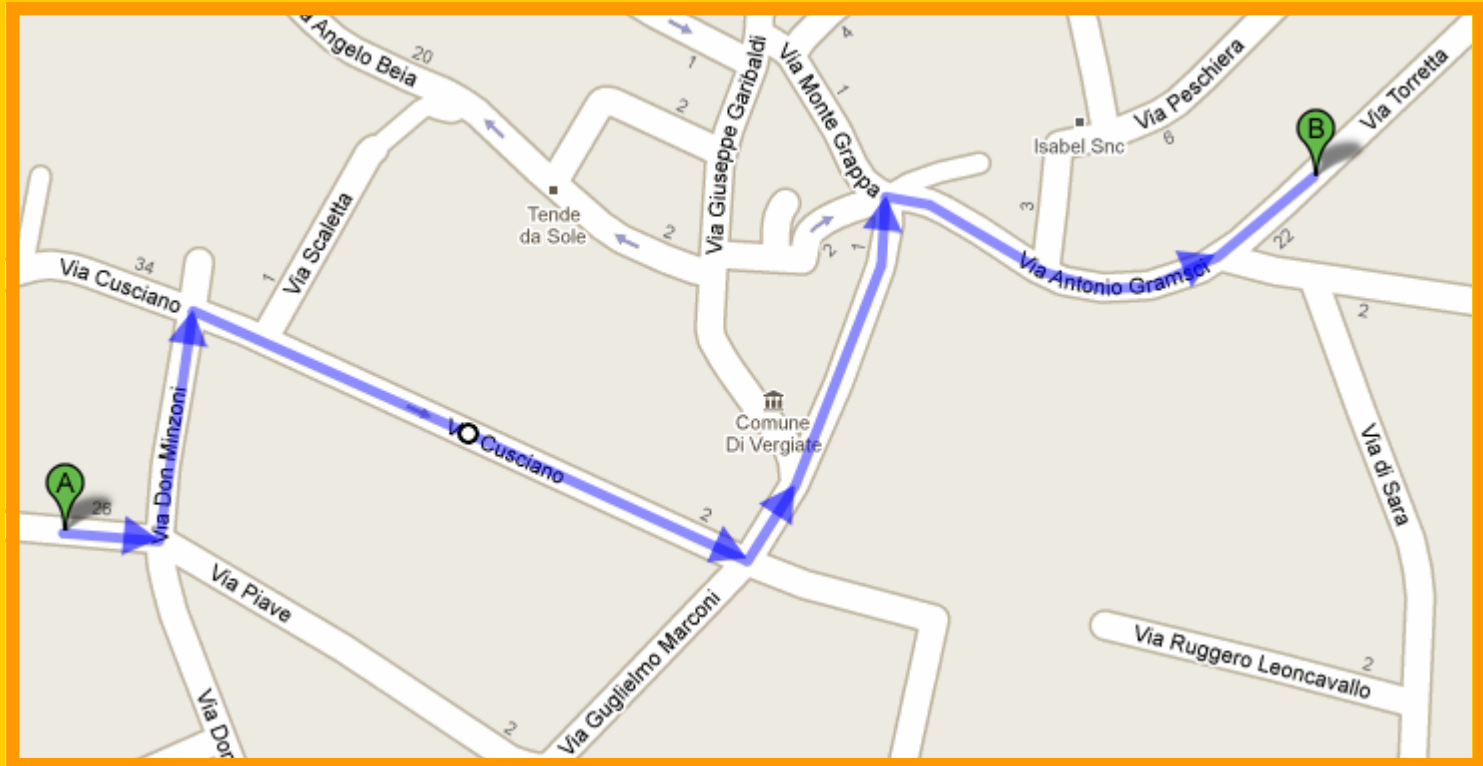 a Angelo Beia
20
1
Via Giuseppe Garibaldi
Via Monte Grappa
4
1
2
Via Peschiera
6
Via Torretta
B
Isabel Snc
3
Via Scaletta
1
Tende
da Sole
2
2
1
Via Antonio Gramsci
22
2
34
Via Cusciano
Via Don Minzoni
Comune
Di Vergiate
V Cusciano
2
A
26
Via di Sara
Via Piave
2
Via Guglielmo Marconi
Via Don
Via Ruggero Leoncavallo
2